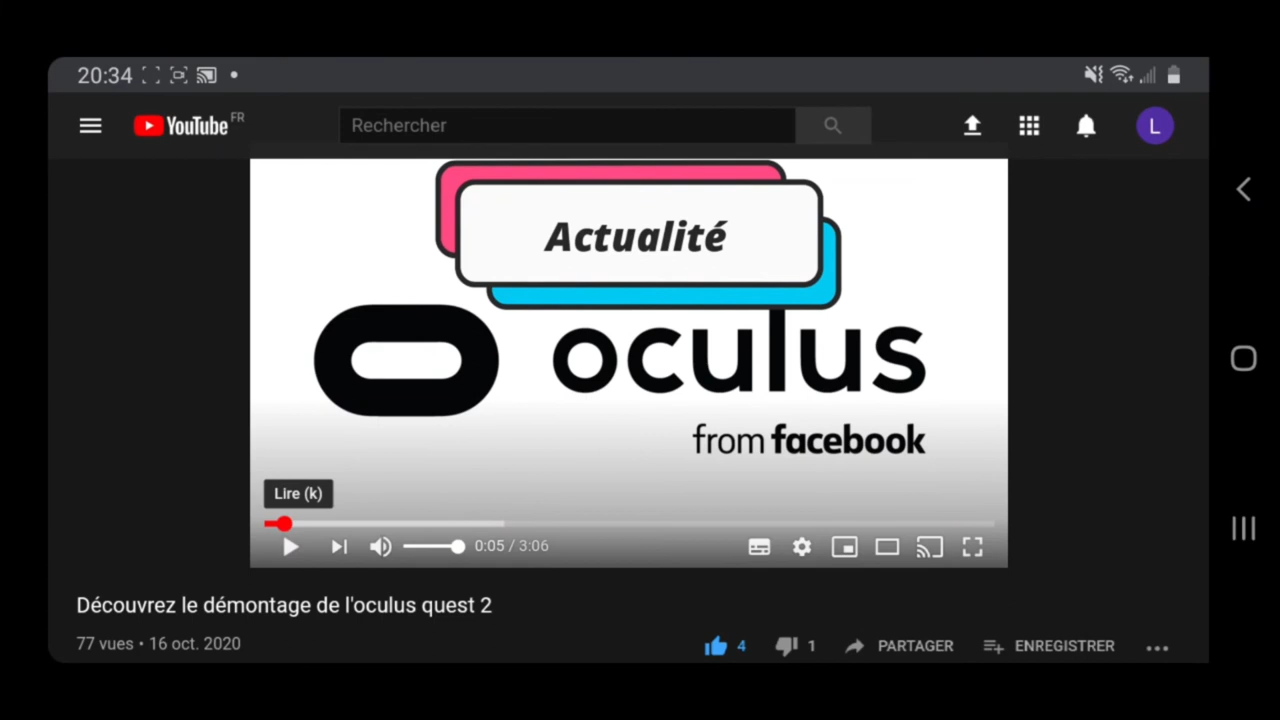 20:34
YouTube FR
Rechercher
L
Actualité
oculus
from facebook
Lire (k)
0:05 / 3:06
Découvrez le démontage de l'oculus quest 2
77 vues • 16 oct. 2020
4
1
PARTAGER
ENREGISTRER